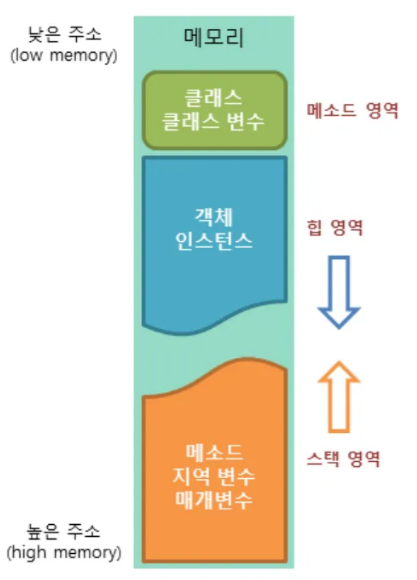 낮은 주소
(low memory)
메모리
클래스
클래스 변수
메소드 영역
객체
인스턴스
힙 영역
메소드
지역 변수
매개변수
스택 영역
높은 주소
(high memory)